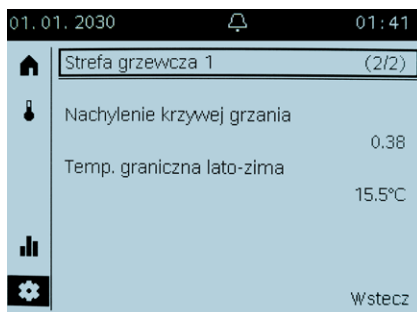 01.01.2030 01:41
Strefa grzewcza 1 (2/2)
Nachylenie krzywej grzania
0.38
Temp. graniczna lato-zima
15.5°C
Wstecz